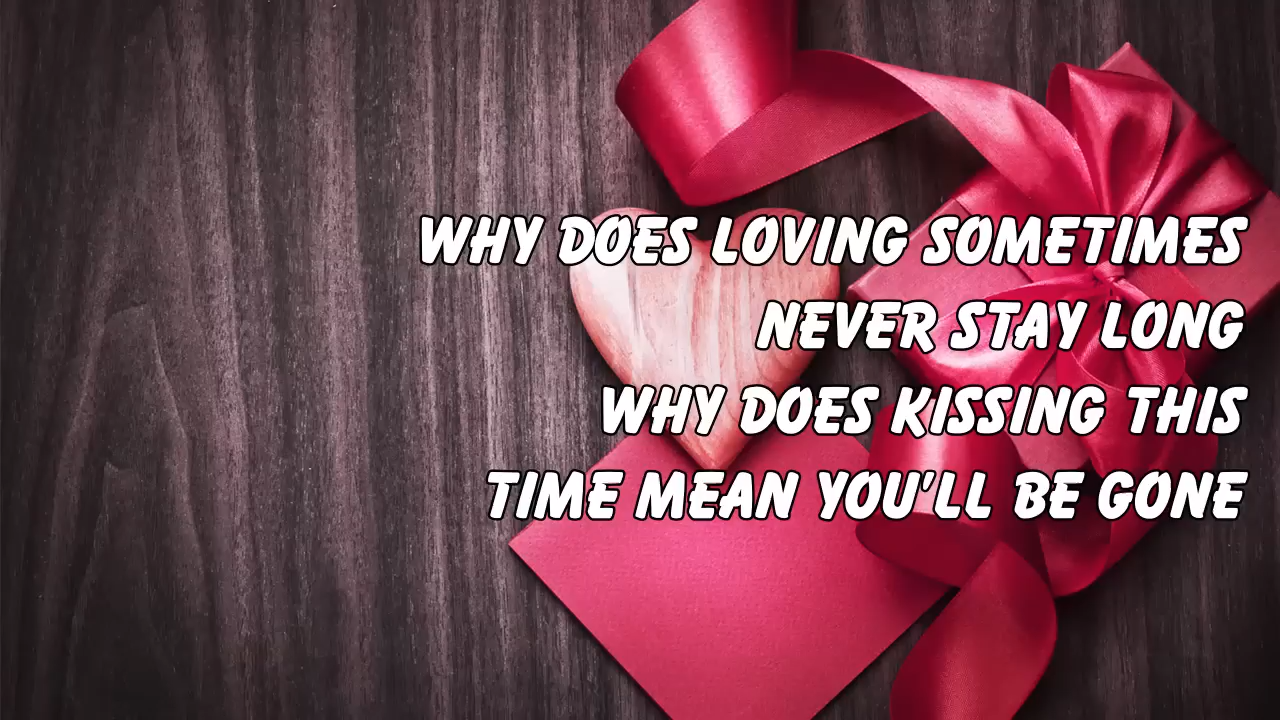 WHY DOES LOVING SOMETIMES
NEVER STAY LONG
WHY DOES KISSING THIS
TIME MEAN YOU'LL BE GONE